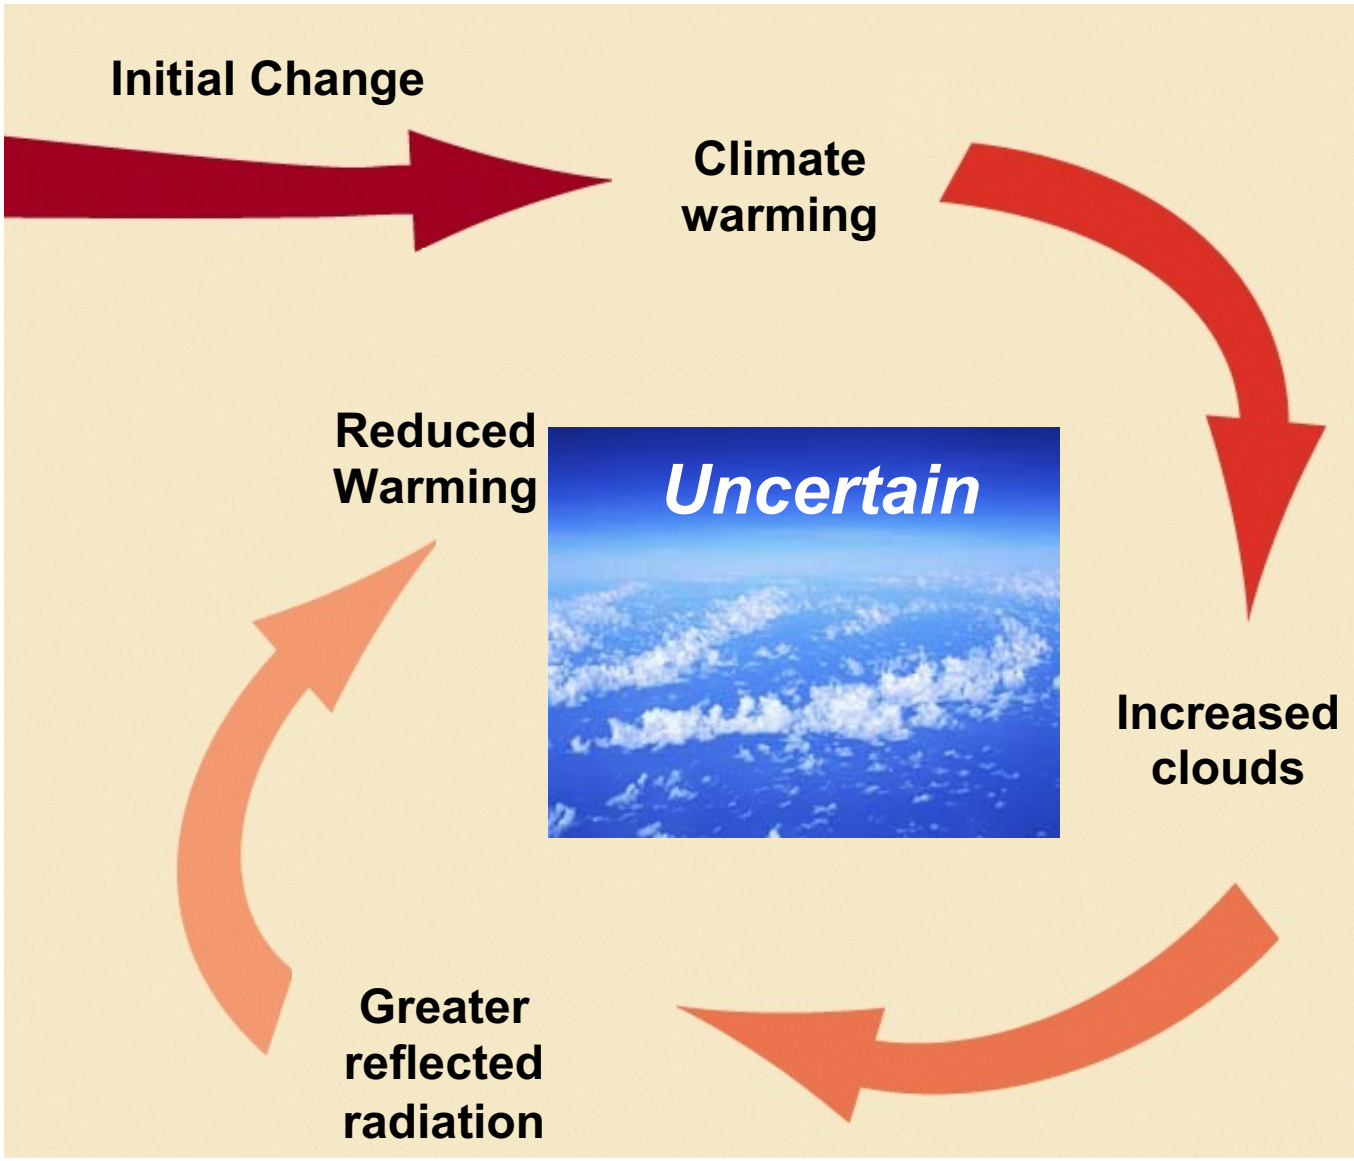 Initial Change
Climate
warming
Increased
clouds
Greater
reflected
radiation
Reduced
Warming
Uncertain